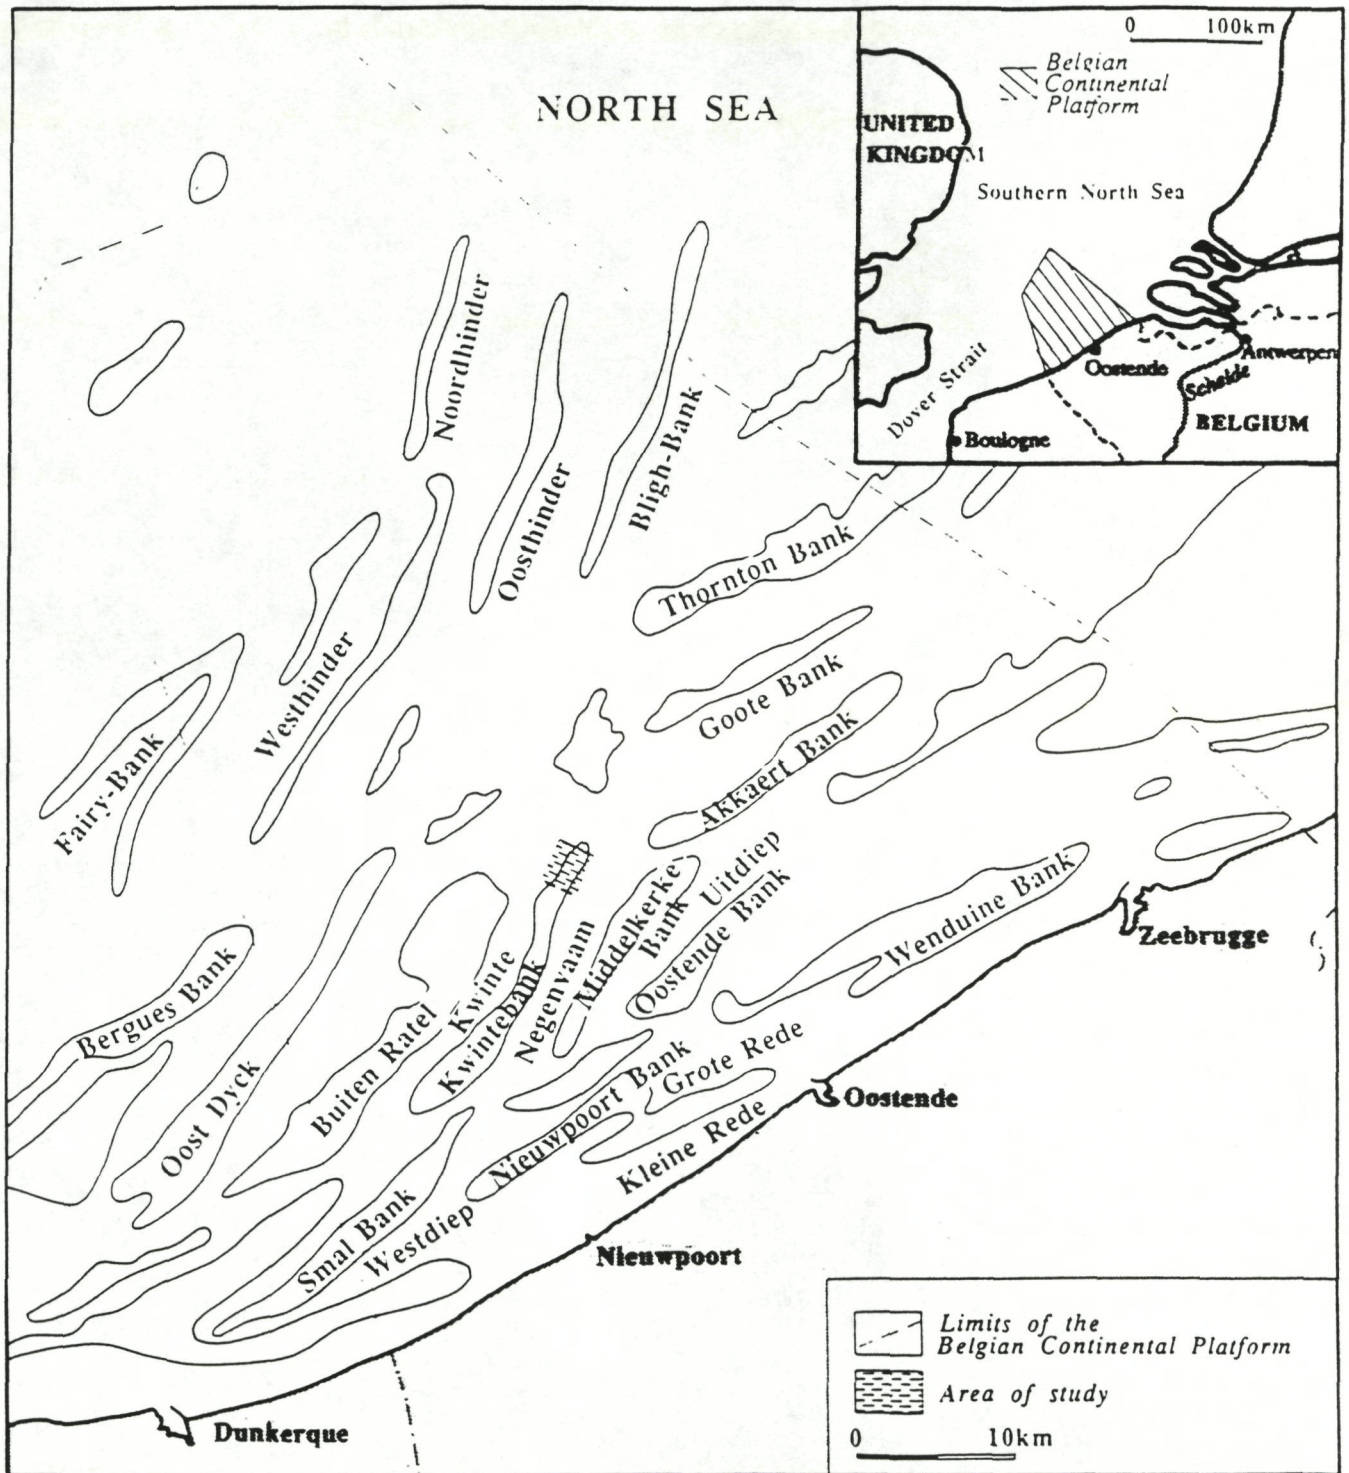 NORTH SEA
0 100km
Belgian
Continental
Platform
UNITED
KINGDOM
Southern North Sea
Dover Strait
Oostende
Antwerpen
Schelde
BELGIUM
Boulogne
Noordhinder
Oosthinder
Bligh-Bank
Thornton Bank
Westhinder
Goote Bank
Fairy-Bank
Akkaert Bank
Uitdiep
Middelkerke
Bank
Oostende Bank
Wenduine Bank
Zeebrugge
Bergues Bank
Kwinte
Kwintebank
Negenvaam
Buiten Ratel
Oost Dyck
Nieuwpoort Bank
Grote Rede
Kleine Rede
Oostende
Smal Bank
Westdiep
Nieuwpoort
Dunkerque
Limits of the
Belgian Continental Platform
Area of study
0 10km